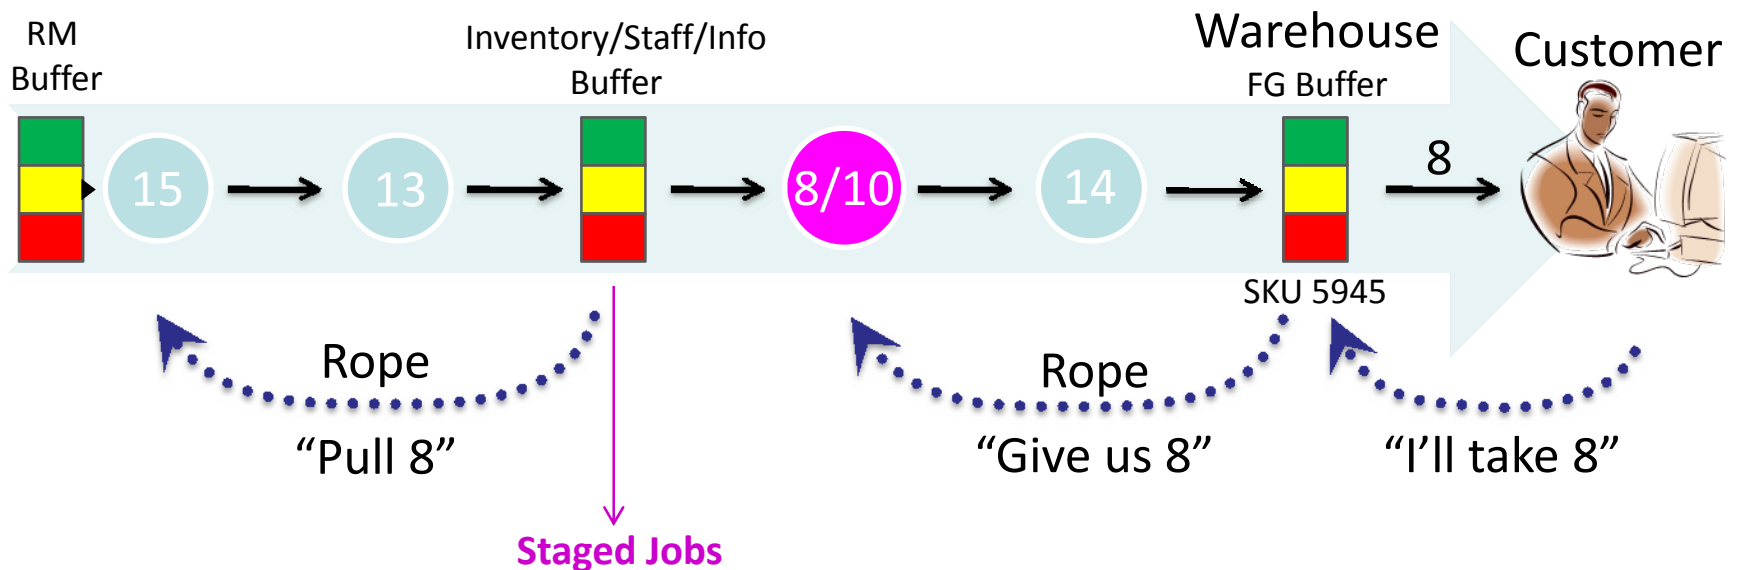 RM
Buffer
Inventory/Staff/Info
Buffer
Warehouse
FG Buffer
Customer
15
13
8/10
14
8
SKU 5945
Rope
"Pull 8"
Rope
"Give us 8"
"I'll take 8"
Staged Jobs